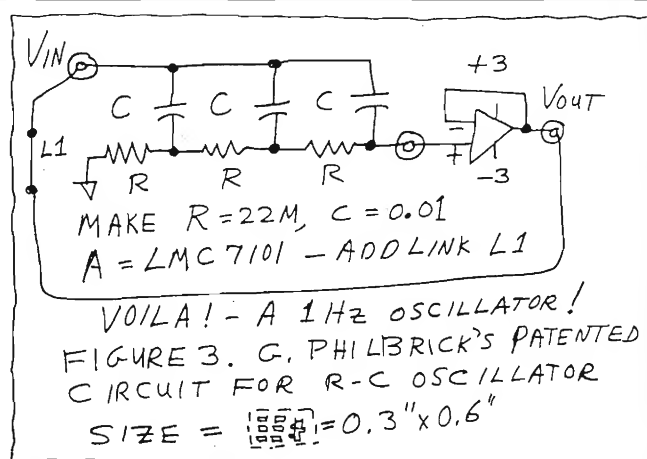 VIN
+3
C C C
VOUT
-
+
L1
R R R
-3
MAKE R=22M, C=0.01
A=LMC7101 - ADD LINK L1
VOILA! - A 1Hz OSCILLATOR!
FIGURE 3. G. PHILBRICK'S PATENTED
CIRCUIT FOR R-C OSCILLATOR
SIZE = =0.3"x0.6"